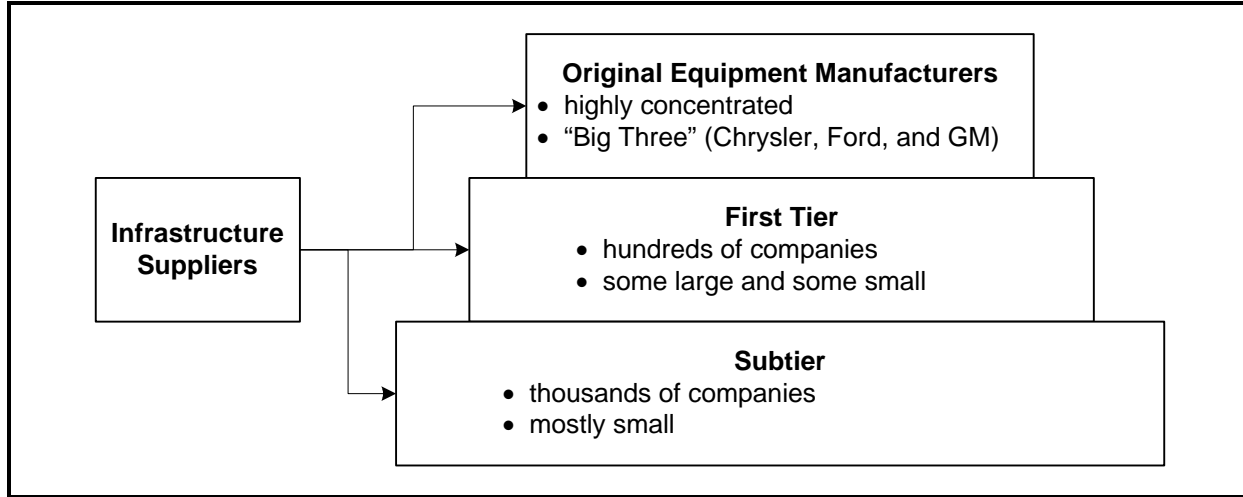 Original Equipment Manufacturers
• highly concentrated
• “Big Three” (Chrysler, Ford, and GM)
Infrastructure
Suppliers
First Tier
• hundreds of companies
• some large and some small
Subtier
• thousands of companies
• mostly small